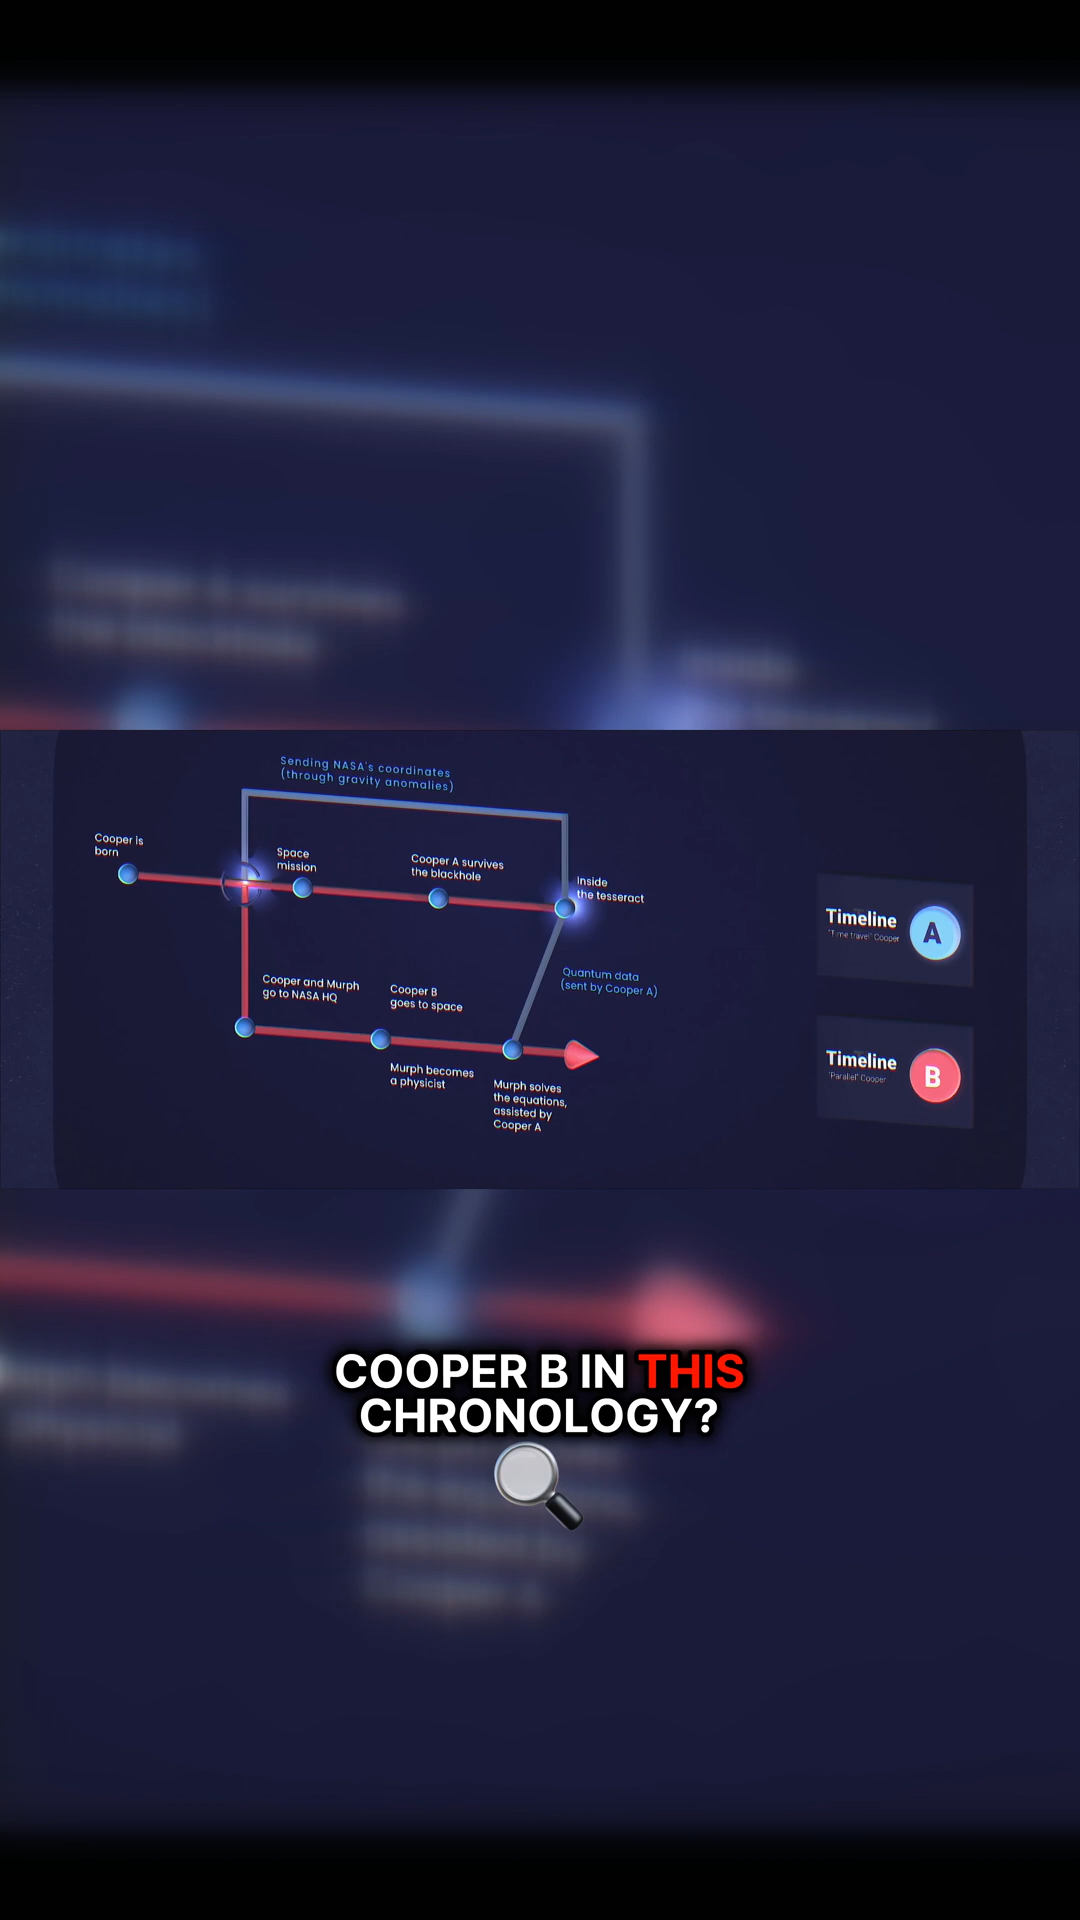 Sending NASA's coordinates
(through gravity anomalies)
Cooper is
born
Space
mission
Cooper A survives
the blackhole
Inside
the tesseract
Timeline
"Time travel" Cooper
A
Cooper and Murph
go to NASA HQ
Cooper B
goes to space
Quantum data
(sent by Cooper A)
Murph becomes
a physicist
Murph solves
the equations,
assisted by
Cooper A
Timeline
"Parallel" Cooper
B
COOPER B IN THIS
CHRONOLOGY?